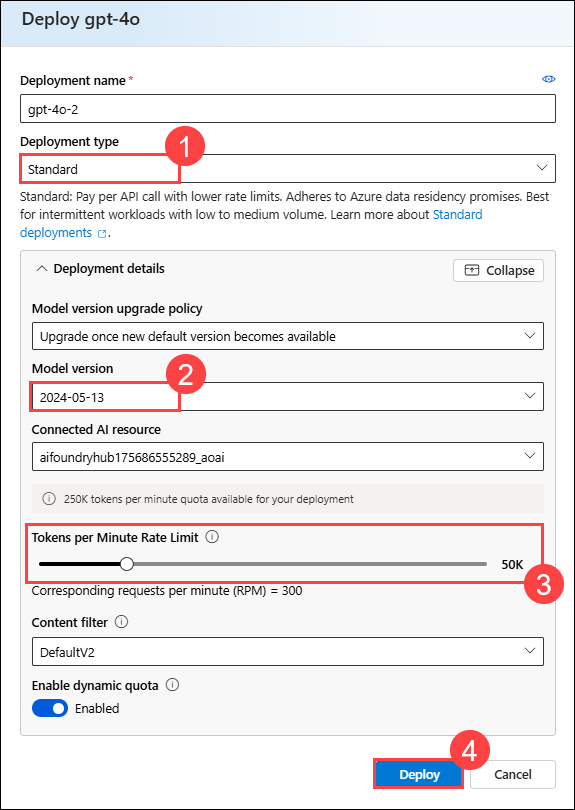 Deploy gpt-4o
Deployment name *
gpt-4o-2
Deployment type
1
Standard
Standard: Pay per API call with lower rate limits. Adheres to Azure data residency promises. Best
for intermittent workloads with low to medium volume. Learn more about Standard
deployments .
Deployment details
Collapse
Model version upgrade policy
Upgrade once new default version becomes available
Model version
2
2024-05-13
Connected AI resource
aifoundryhub175686555289_aoai
250K tokens per minute quota available for your deployment
Tokens per Minute Rate Limit
50K
3
Corresponding requests per minute (RPM) = 300
Content filter
DefaultV2
Enable dynamic quota
Enabled
4
Deploy
Cancel